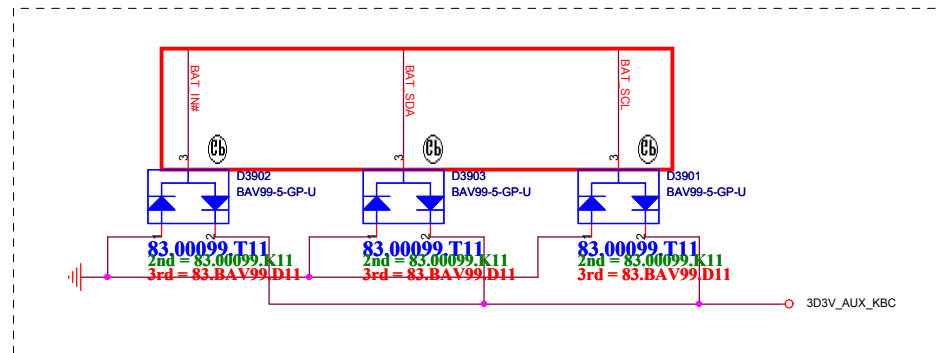 BAT_IN#
BAT_SDA
BAT_SCL
3
3
3
D3902
BAV99-5-GP-U
D3903
BAV99-5-GP-U
D3901
BAV99-5-GP-U
1
2
1
2
1
2
83.00099.T11
2nd = 83.00099.K11
3rd = 83.BAV99.D11
83.00099.T11
2nd = 83.00099.K11
3rd = 83.BAV99.D11
83.00099.T11
2nd = 83.00099.K11
3rd = 83.BAV99.D11
3D3V_AUX_KBC